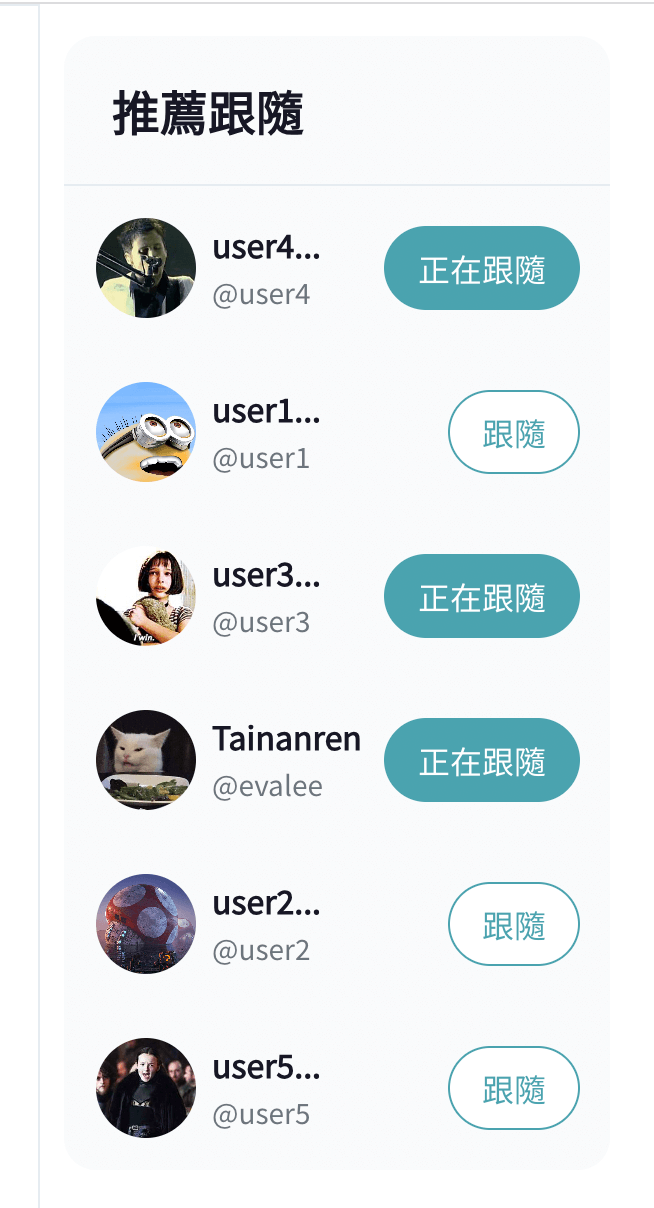 推薦跟隨
user4...
@user4
正在跟隨
user1...
@user1
跟隨
user3...
@user3
正在跟隨
I win.
Tainanren
@evalee
正在跟隨
user2...
@user2
跟隨
user5...
@user5
跟隨